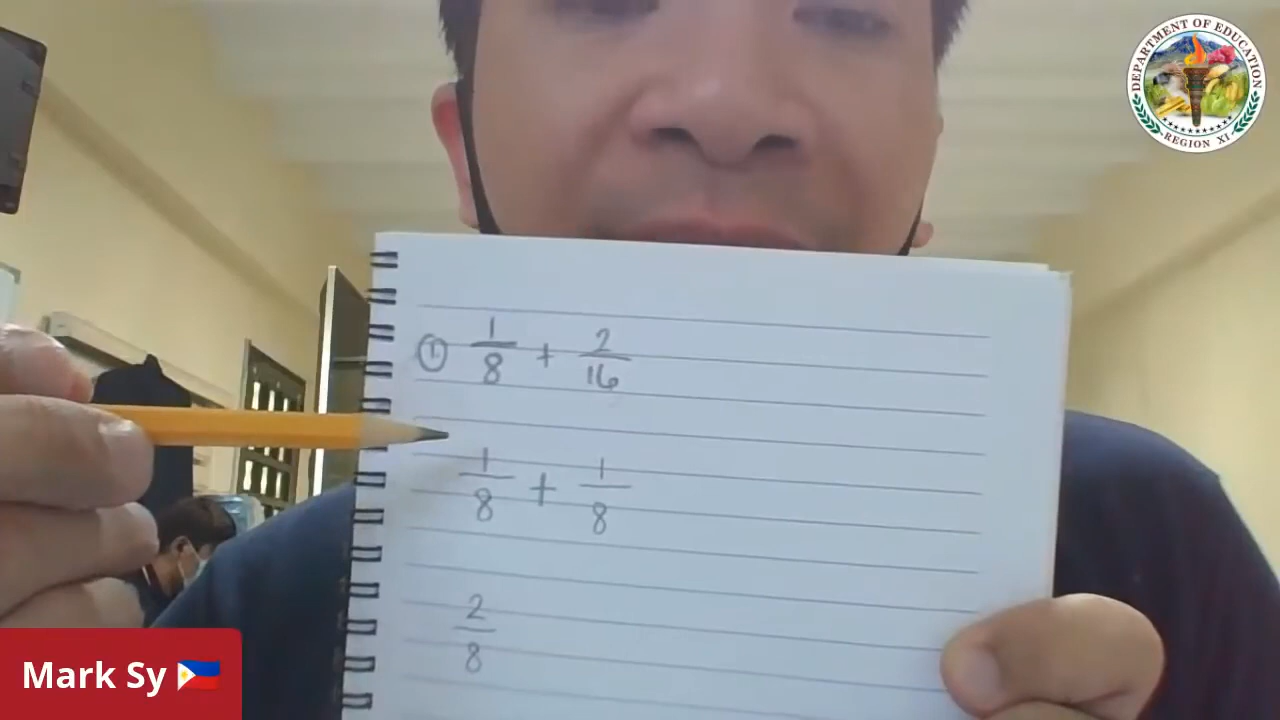 DEPARTMENT OF EDUCATION
REGION XI
① 1/8 + 2/16
1/8 + 1/8
2/8
Mark Sy